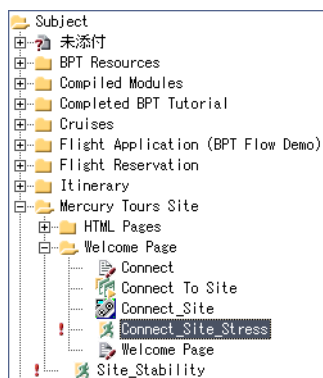 Subject
未添付
BPT Resources
Compiled Modules
Completed BPT Tutorial
Cruises
Flight Application (BPT Flow Demo)
Flight Reservation
Itinerary
Mercury Tours Site
HTML Pages
Welcome Page
Connect
Connect To Site
Connect_Site
Connect_Site_Stress
Welcome Page
Site_Stability